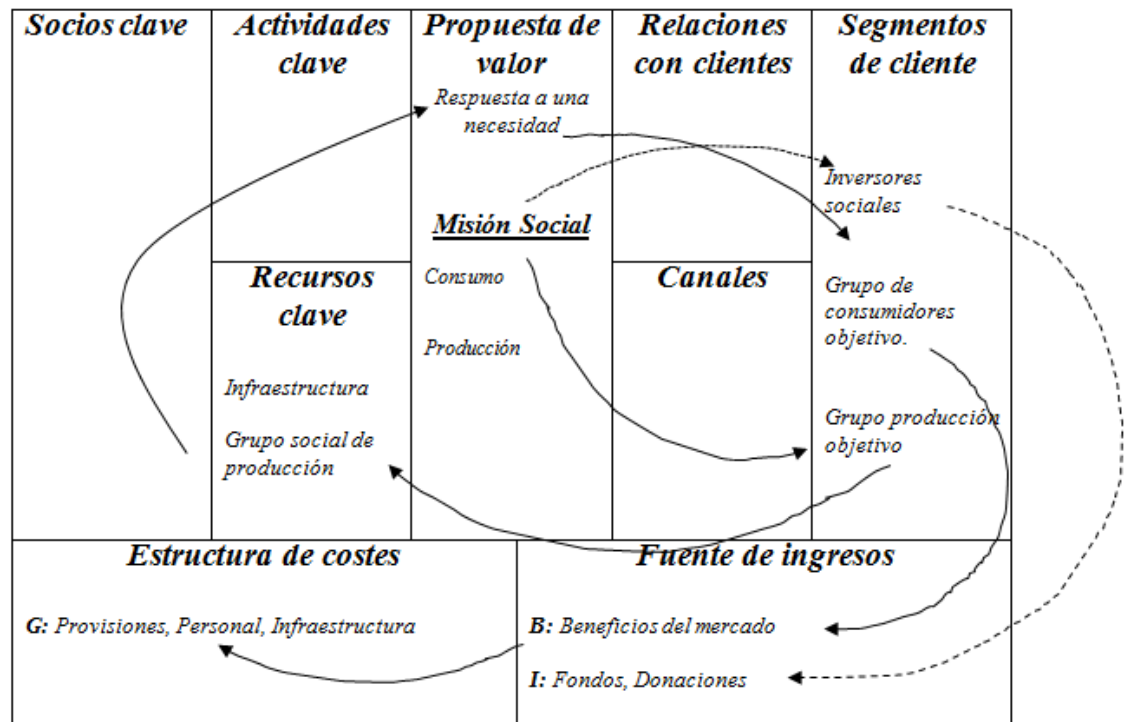 Socios clave
Actividades
clave
Propuesta de
valor
Respuesta a una
necesidad
Misión Social
Consumo
Producción
Relaciones
con clientes
Segmentos
de cliente
Inversores
sociales
Grupo de
consumidores
objetivo.
Grupo producción
objetivo
Recursos
clave
Infraestructura
Grupo social de
producción
Canales
Estructura de costes
G: Provisiones, Personal, Infraestructura
Fuente de ingresos
B: Beneficios del mercado
I: Fondos, Donaciones